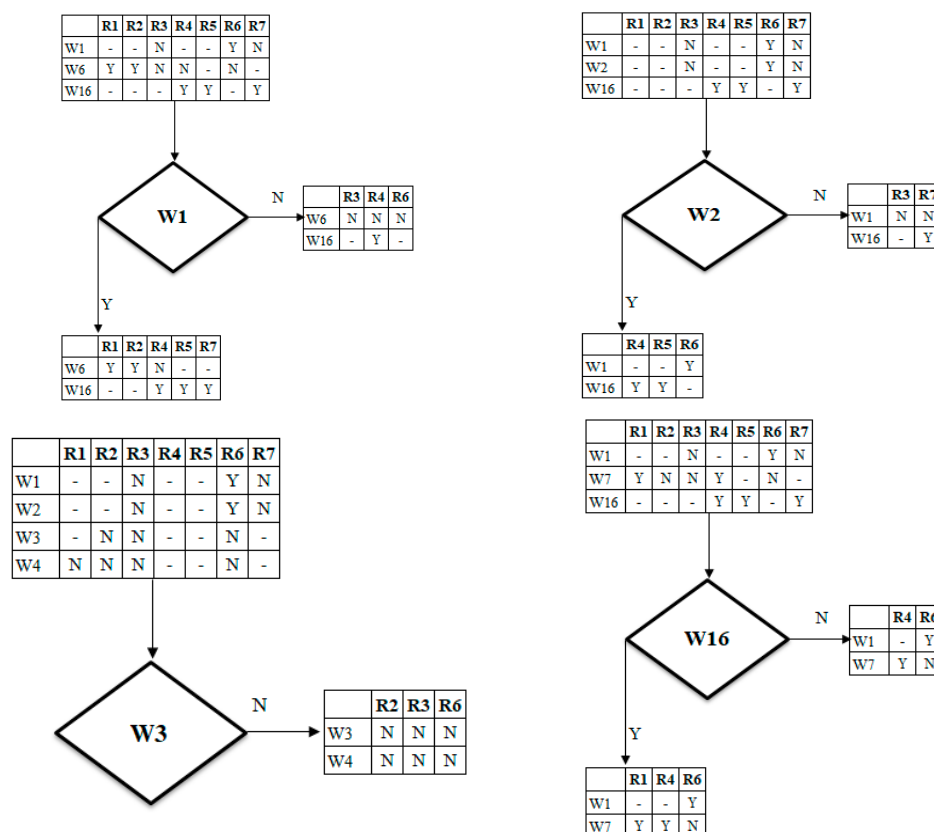 R1 R2 R3 R4 R5 R6 R7
W1 - - N - - Y N
W6 Y Y N N - N -
W16 - - - Y Y - Y
W1
N
R3 R4 R6
W6 N N N
W16 - Y -
Y
R1 R2 R4 R5 R7
W6 Y Y N - -
W16 - - Y Y Y
R1 R2 R3 R4 R5 R6 R7
W1 - - N - - Y N
W2 - - N - - Y N
W16 - - - Y Y - Y
W2
N
R3 R7
W1 N N
W16 - Y
Y
R4 R5 R6
W1 - - Y
W16 Y Y -
R1 R2 R3 R4 R5 R6 R7
W1 - - N - - Y N
W2 - - N - - Y N
W3 - N N - - N -
W4 N N N - - N -
W3
N
R2 R3 R6
W3 N N N
W4 N N N
R1 R2 R3 R4 R5 R6 R7
W1 - - N - - Y N
W7 Y N N Y - N -
W16 - - - Y Y - Y
W16
N
R4 R6
W1 - Y
W7 Y N
Y
R1 R4 R6
W1 - - Y
W7 Y Y N